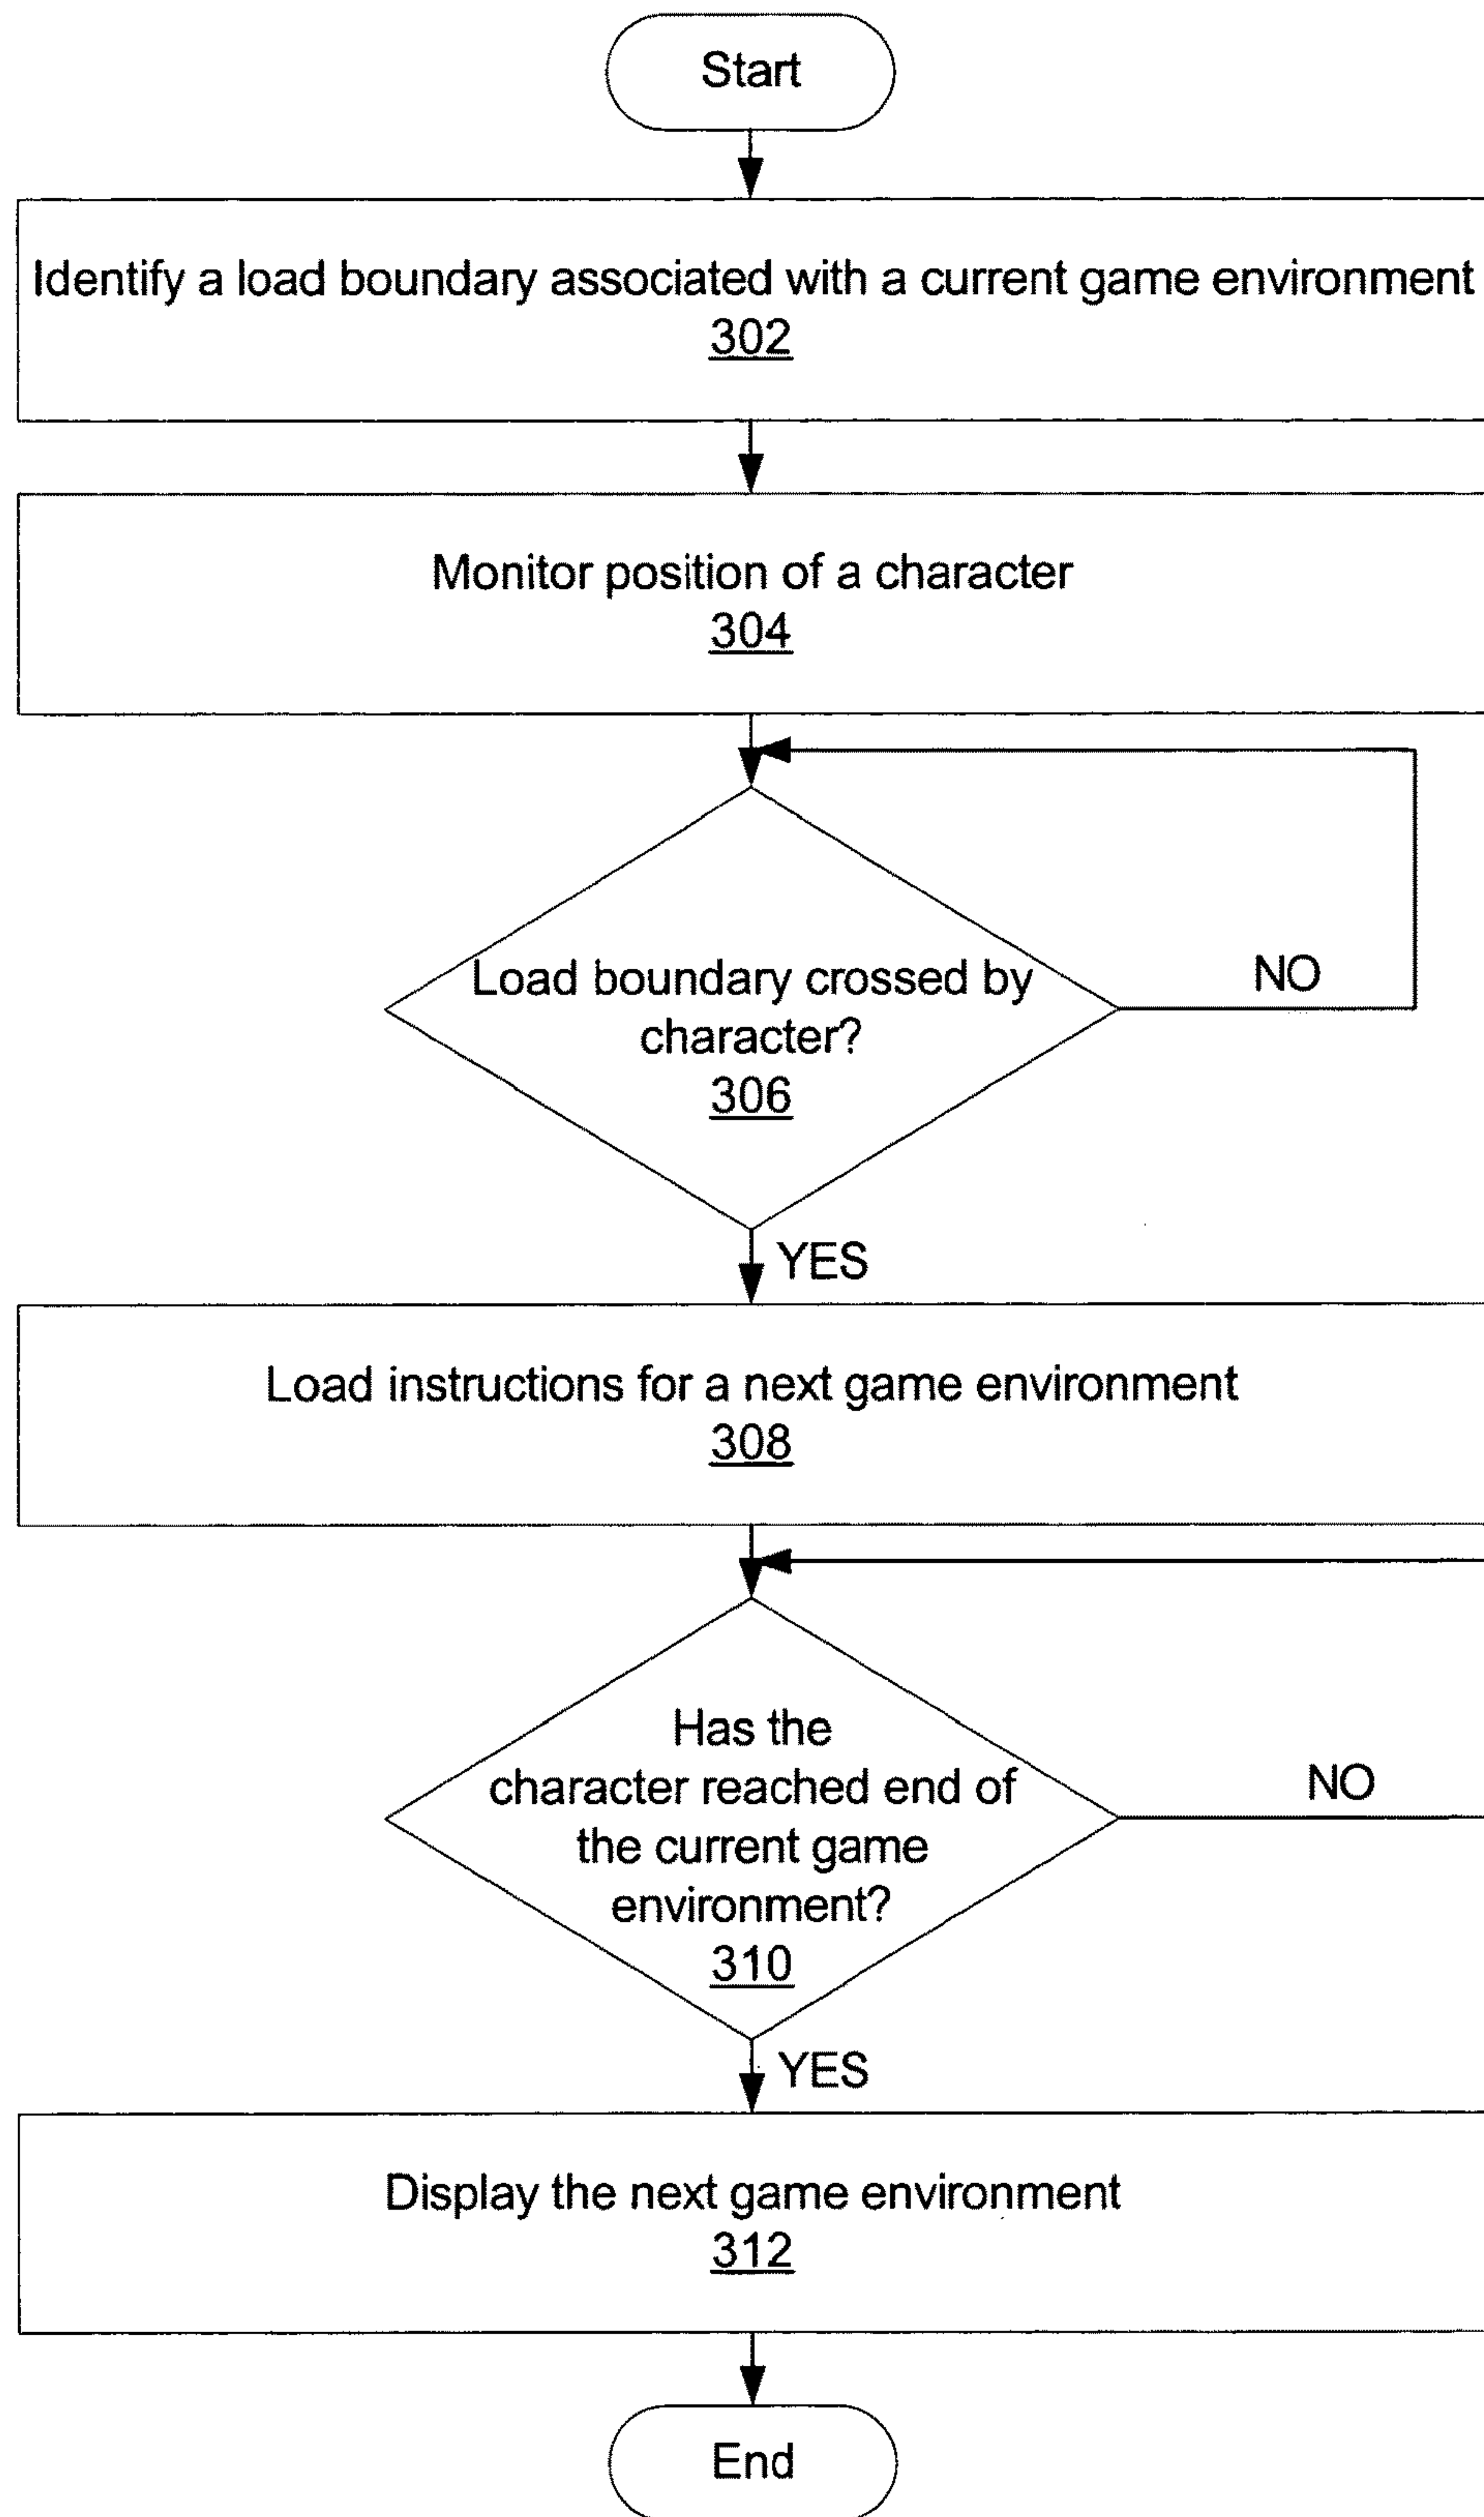 Start
Identify a load boundary associated with a current game environment
302
Monitor position of a character
304
Load boundary crossed by
character?
306
NO
YES
Load instructions for a next game environment
308
Has the
character reached end of
the current game
environment?
310
NO
YES
Display the next game environment
312
End